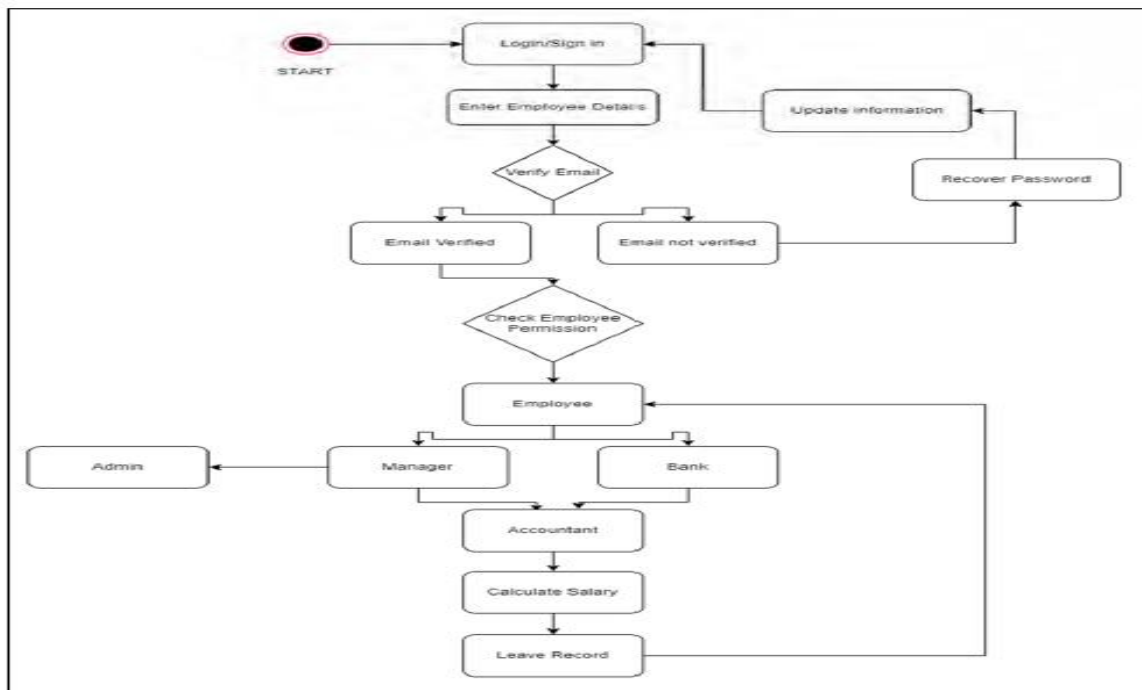 Login/Sign in
START
Enter Employee Details
Update information
Verify Email
Recover Password
Email Verified
Email not verified
Check Employee
Permission
Employee
Admin
Manager
Bank
Accountant
Calculate Salary
Leave Record